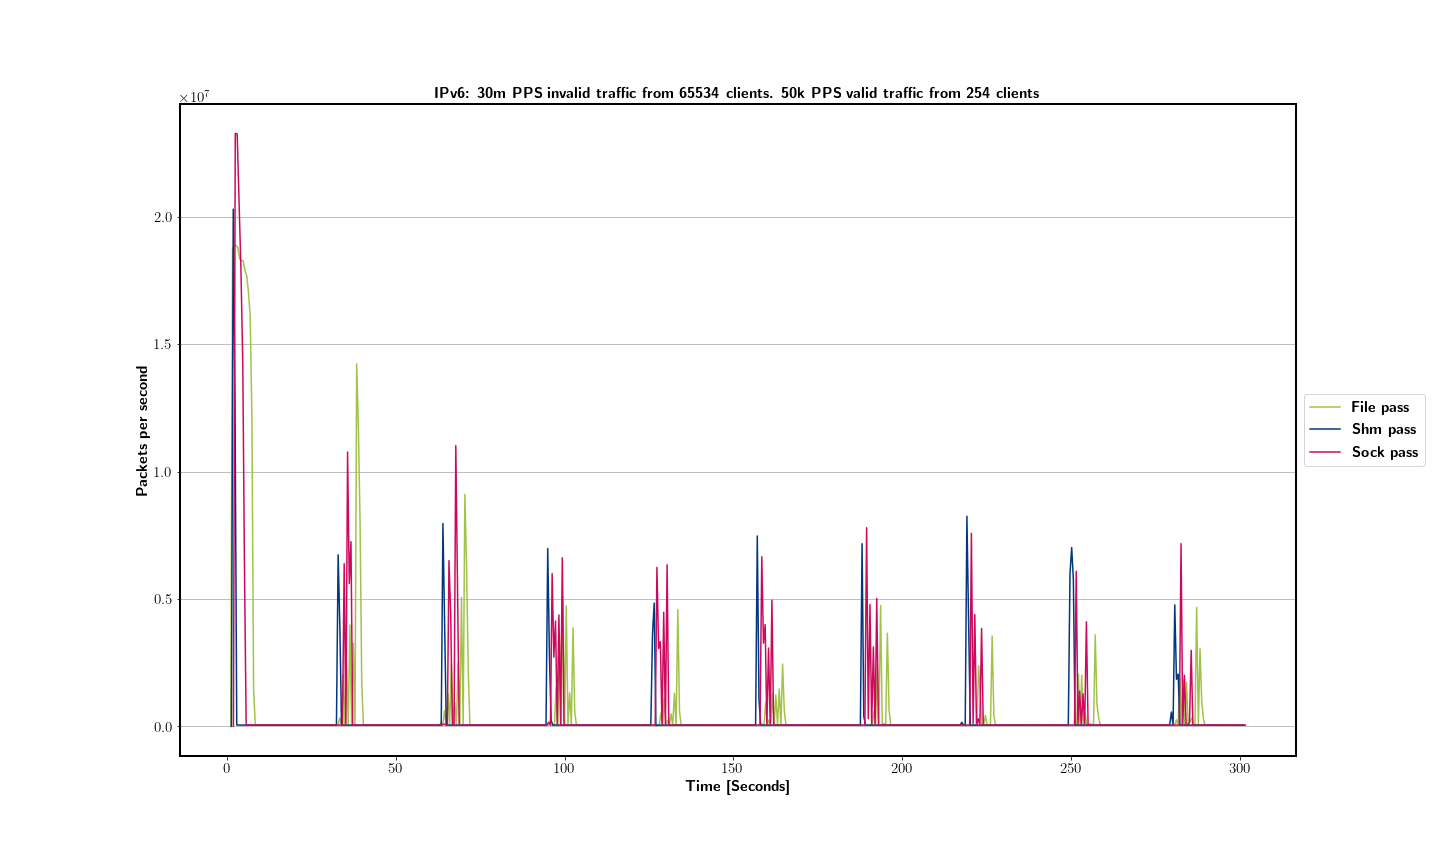 IPv6: 30m PPS invalid traffic from 65534 clients. 50k PPS valid traffic from 254 clients
×10⁷
2.0
1.5
1.0
0.5
0.0
Packets per second
0 50 100 150 200 250 300
Time [Seconds]
File pass
Shm pass
Sock pass